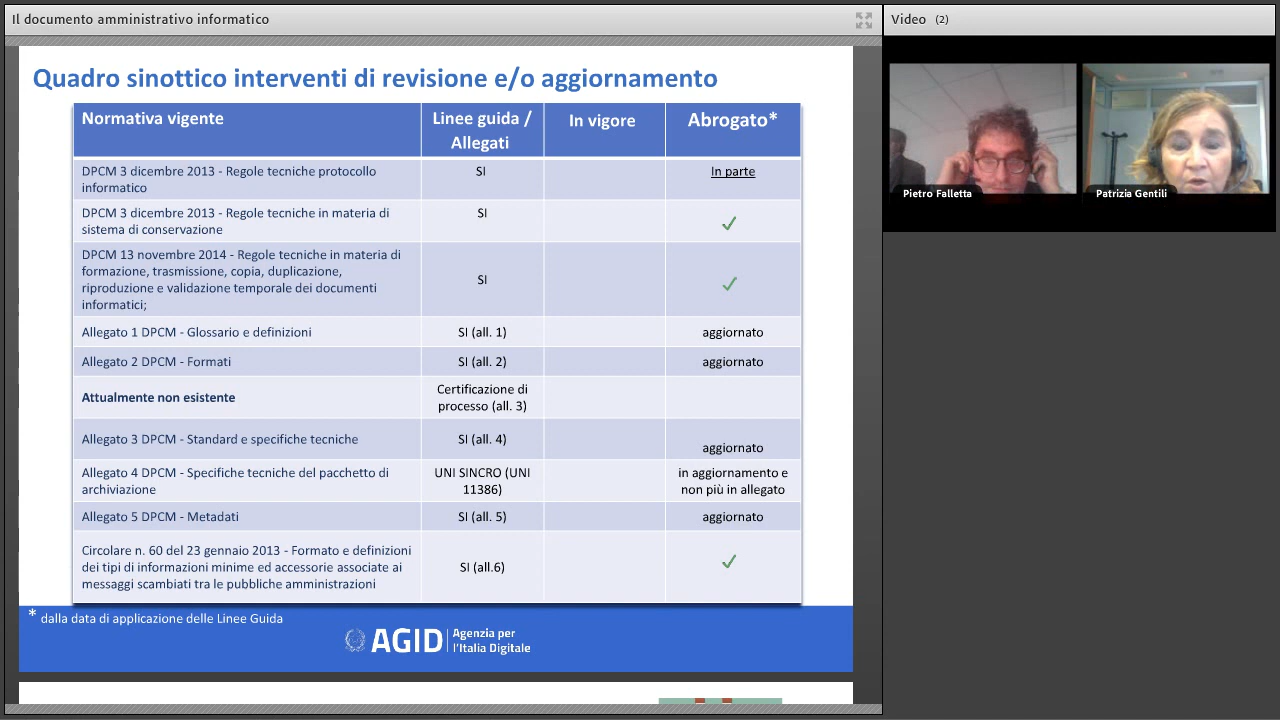 Il documento amministrativo informatico
Video (2)
Quadro sinottico interventi di revisione e/o aggiornamento
Normativa vigente
Linee guida /
Allegati
In vigore
Abrogato*
DPCM 3 dicembre 2013 - Regole tecniche protocollo
informatico
SI
In parte
DPCM 3 dicembre 2013 - Regole tecniche in materia di
sistema di conservazione
SI
✓
DPCM 13 novembre 2014 - Regole tecniche in materia di
formazione, trasmissione, copia, duplicazione,
riproduzione e validazione temporale dei documenti
informatici;
SI
✓
Allegato 1 DPCM - Glossario e definizioni
SI (all. 1)
aggiornato
Allegato 2 DPCM - Formati
SI (all. 2)
aggiornato
Attualmente non esistente
Certificazione di
processo (all. 3)
Allegato 3 DPCM - Standard e specifiche tecniche
SI (all. 4)
aggiornato
Allegato 4 DPCM - Specifiche tecniche del pacchetto di
archiviazione
UNI SINCRO (UNI
11386)
in aggiornamento e
non più in allegato
Allegato 5 DPCM - Metadati
SI (all. 5)
aggiornato
Circolare n. 60 del 23 gennaio 2013 - Formato e definizioni
dei tipi di informazioni minime ed accessorie associate ai
messaggi scambiati tra le pubbliche amministrazioni
SI (all.6)
✓
* dalla data di applicazione delle Linee Guida
AGID
Agenzia per
l'Italia Digitale
Pietro Falletta
Patrizia Gentili